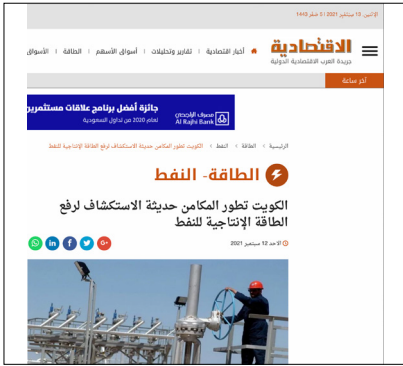 الإثنين, 13 سبتمبر 2021 | 5 صفر 1443
الاقتصادية
جريدة العرب الاقتصادية الدولية
أخبار اقتصادية | تقارير وتحليلات | أسواق الأسهم | الطاقة | الأسواق
آخر ساعة
مصرف الراجحي
Al Rajhi Bank
جائزة أفضل برنامج علاقات مستثمرين
لعام 2020 من تداول السعودية
الرئيسية > الطاقة > النفط > الكويت تطور المكامن حديثة الاستكشاف لرفع الطاقة الإنتاجية للنفط
الطاقة- النفط
الكويت تطور المكامن حديثة الاستكشاف لرفع
الطاقة الإنتاجية للنفط
الاحد 12 سبتمبر 2021
G+
f
in